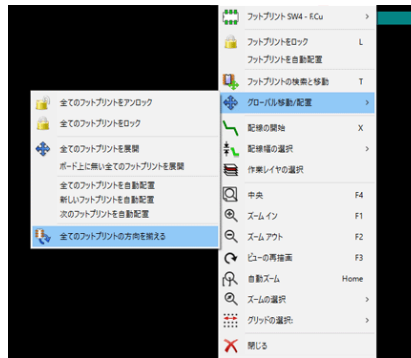 フットプリント SW4 - F.Cu
フットプリントをロック L
フットプリントを自動配置
フットプリントの検索と移動 T
グローバル移動/配置
配線の開始 X
配線幅の選択
作業レイヤの選択
中央 F4
ズームイン F1
ズームアウト F2
ビューの再描画 F3
自動ズーム Home
ズームの選択
グリッドの選択:
閉じる
全てのフットプリントをアンロック
全てのフットプリントをロック
全てのフットプリントを展開
ボード上に無い全てのフットプリントを展開
全てのフットプリントを自動配置
新しいフットプリントを自動配置
次のフットプリントを自動配置
全てのフットプリントの方向を揃える